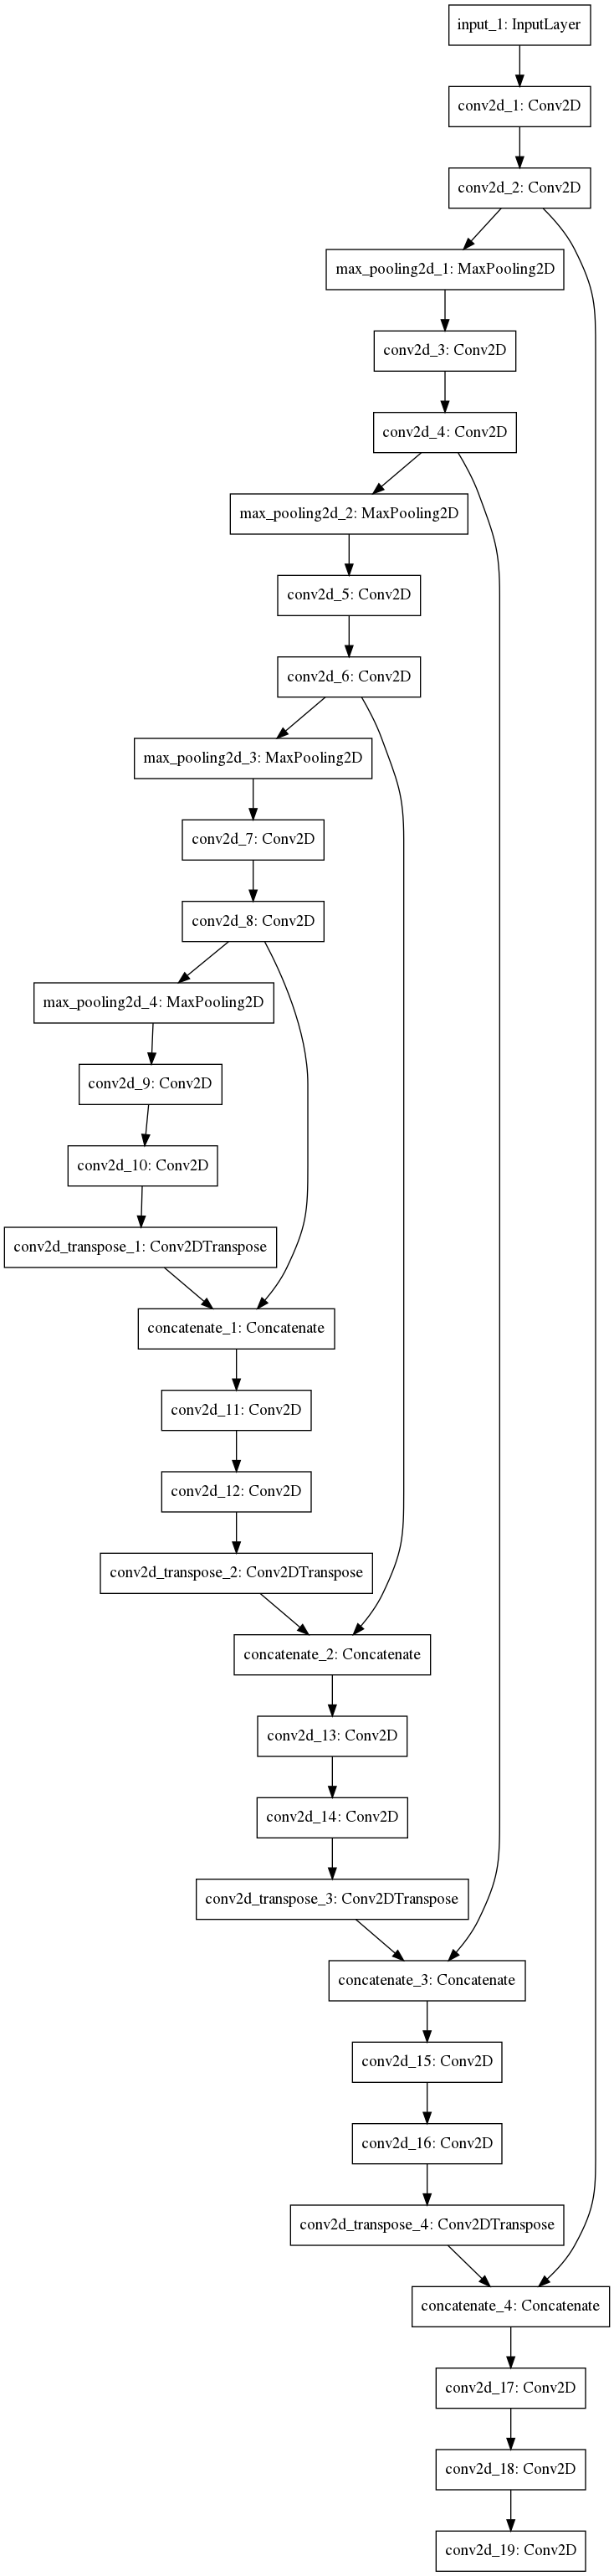 input_1: InputLayer
conv2d_1: Conv2D
conv2d_2: Conv2D
max_pooling2d_1: MaxPooling2D
conv2d_3: Conv2D
conv2d_4: Conv2D
max_pooling2d_2: MaxPooling2D
conv2d_5: Conv2D
conv2d_6: Conv2D
max_pooling2d_3: MaxPooling2D
conv2d_7: Conv2D
conv2d_8: Conv2D
max_pooling2d_4: MaxPooling2D
conv2d_9: Conv2D
conv2d_10: Conv2D
conv2d_transpose_1: Conv2DTranspose
concatenate_1: Concatenate
conv2d_11: Conv2D
conv2d_12: Conv2D
conv2d_transpose_2: Conv2DTranspose
concatenate_2: Concatenate
conv2d_13: Conv2D
conv2d_14: Conv2D
conv2d_transpose_3: Conv2DTranspose
concatenate_3: Concatenate
conv2d_15: Conv2D
conv2d_16: Conv2D
conv2d_transpose_4: Conv2DTranspose
concatenate_4: Concatenate
conv2d_17: Conv2D
conv2d_18: Conv2D
conv2d_19: Conv2D